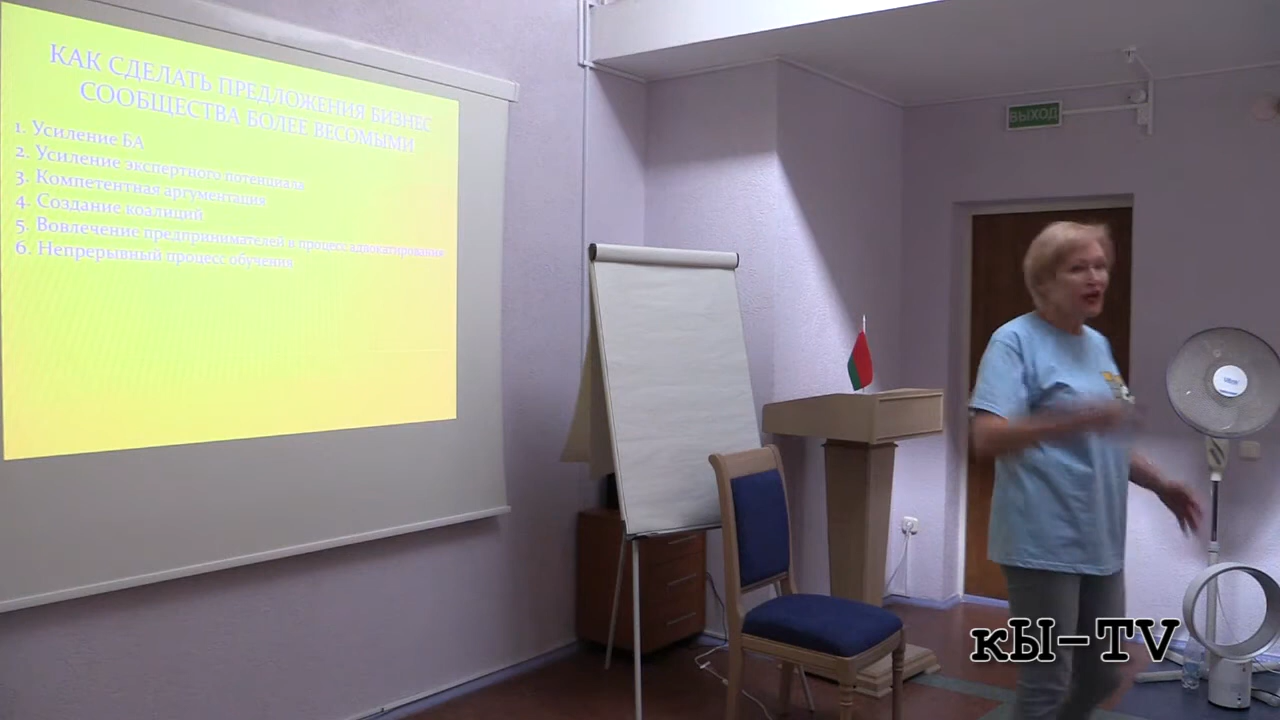 КАК СДЕЛАТЬ ПРЕДЛОЖЕНИЯ БИЗНЕС
СООБЩЕСТВА БОЛЕЕ ВЕСОМЫМИ
1. Усиление БА
2. Усиление экспертного потенциала
3. Компетентная аргументация
4. Создание коалиций
5. Вовлечение предпринимателей в процесс адвокатирования
6. Непрерывный процесс обучения
ВЫХОД
кЫ-TV